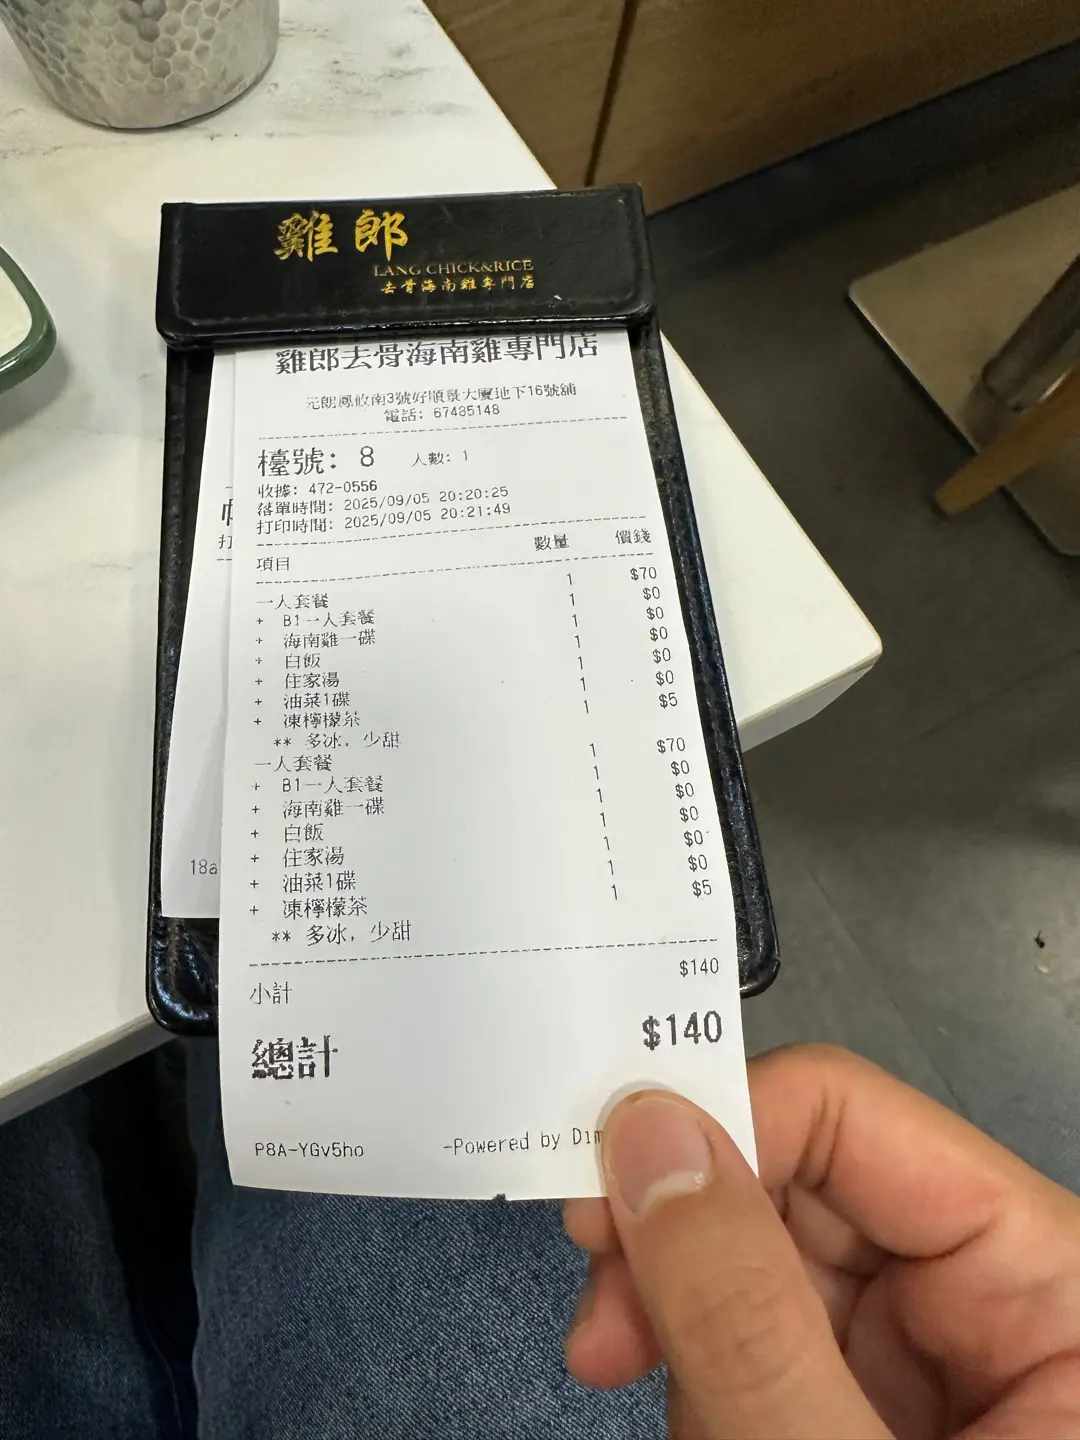 雞郎
LANG CHICK&RICE
去骨海南雞專門店
雞郎去骨海南雞專門店
元朗鳳攸南3號好順景大廈地下16號舖
電話: 67485148
檯號: 8 人數: 1
收據: 472-0556
落單時間: 2025/09/05 20:20:25
打印時間: 2025/09/05 20:21:49
項目 數量 價錢
一人套餐 1 $70
+ B1一人套餐 1 $0
+ 海南雞一碟 1 $0
+ 白飯 1 $0
+ 住家湯 1 $0
+ 油菜1碟 1 $0
+ 凍檸檬茶 1 $5
** 多冰, 少甜
一人套餐 1 $70
+ B1一人套餐 1 $0
+ 海南雞一碟 1 $0
+ 白飯 1 $0
+ 住家湯 1 $0
+ 油菜1碟 1 $0
+ 凍檸檬茶 1 $5
** 多冰, 少甜
小計 $140
總計 $140
P8A-YGv5ho -Powered by Dim
打
18a